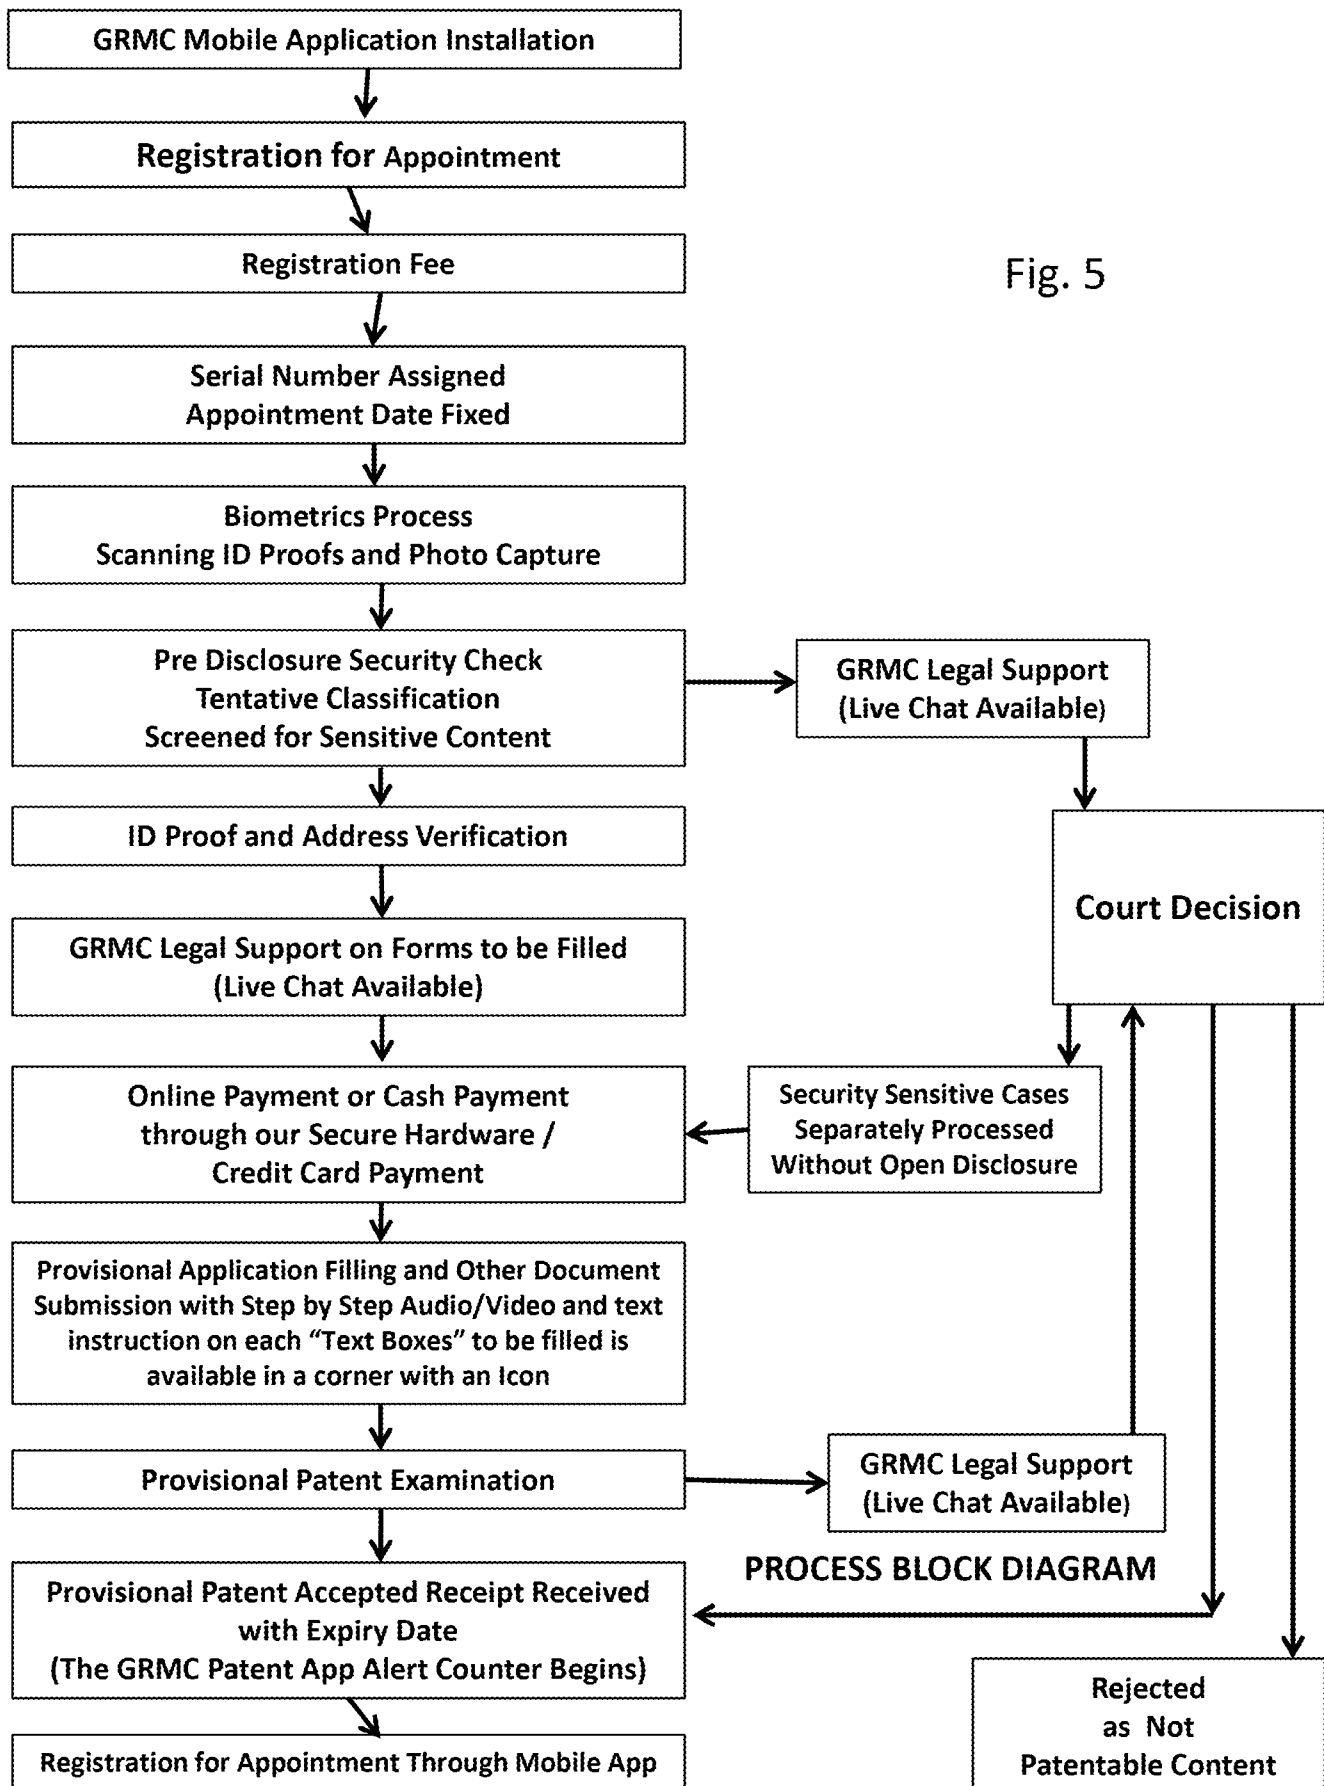 GRMC Mobile Application Installation
Registration for Appointment
Registration Fee
Fig. 5
Serial Number Assigned
Appointment Date Fixed
Biometrics Process
Scanning ID Proofs and Photo Capture
Pre Disclosure Security Check
Tentative Classification
Screened for Sensitive Content
GRMC Legal Support
(Live Chat Available)
ID Proof and Address Verification
Court Decision
GRMC Legal Support on Forms to be Filled
(Live Chat Available)
Online Payment or Cash Payment
through our Secure Hardware /
Credit Card Payment
Security Sensitive Cases
Separately Processed
Without Open Disclosure
Provisional Application Filling and Other Document
Submission with Step by Step Audio/Video and text
instruction on each “Text Boxes” to be filled is
available in a corner with an Icon
Provisional Patent Examination
GRMC Legal Support
(Live Chat Available)
PROCESS BLOCK DIAGRAM
Provisional Patent Accepted Receipt Received
with Expiry Date
(The GRMC Patent App Alert Counter Begins)
Rejected
as Not
Patentable Content
Registration for Appointment Through Mobile App